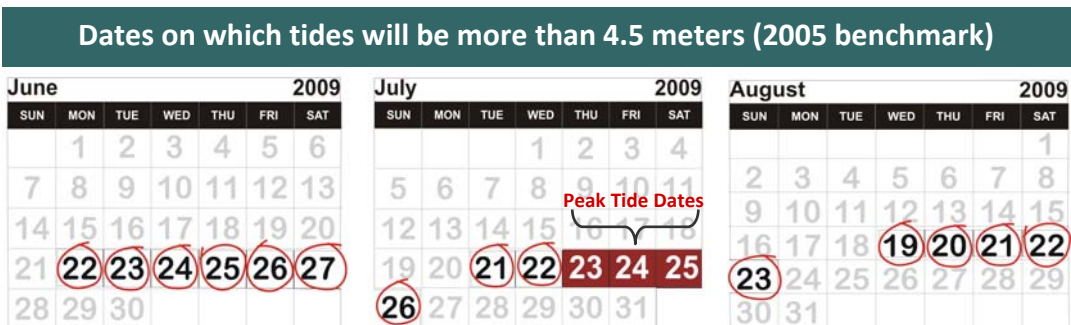 Dates on which tides will be more than 4.5 meters (2005 benchmark)
June 2009
SUN MON TUE WED THU FRI SAT
1 2 3 4 5 6
7 8 9 10 11 12 13
14 15 16 17 18 19 20
21 22 23 24 25 26 27
28 29 30
July 2009
SUN MON TUE WED THU FRI SAT
1 2 3 4
5 6 7 8 9 10 11
Peak Tide Dates
12 13 14 15 16 17 18
19 20 21 22 23 24 25
26 27 28 29 30 31
August 2009
SUN MON TUE WED THU FRI SAT
1
2 3 4 5 6 7 8
9 10 11 12 13 14 15
16 17 18 19 20 21 22
23 24 25 26 27 28 29
30 31